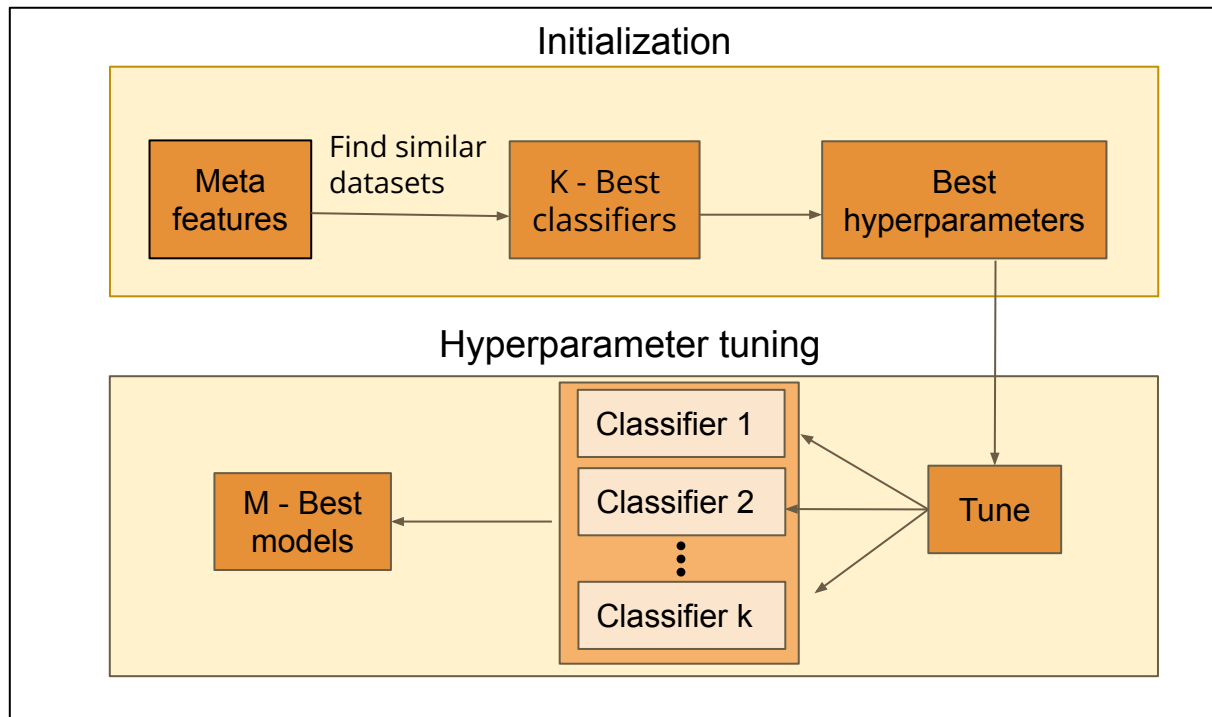 Initialization
Find similar
datasets
Meta
features
K - Best
classifiers
Best
hyperparameters
Hyperparameter tuning
Classifier 1
Classifier 2
Classifier k
M - Best
models
Tune